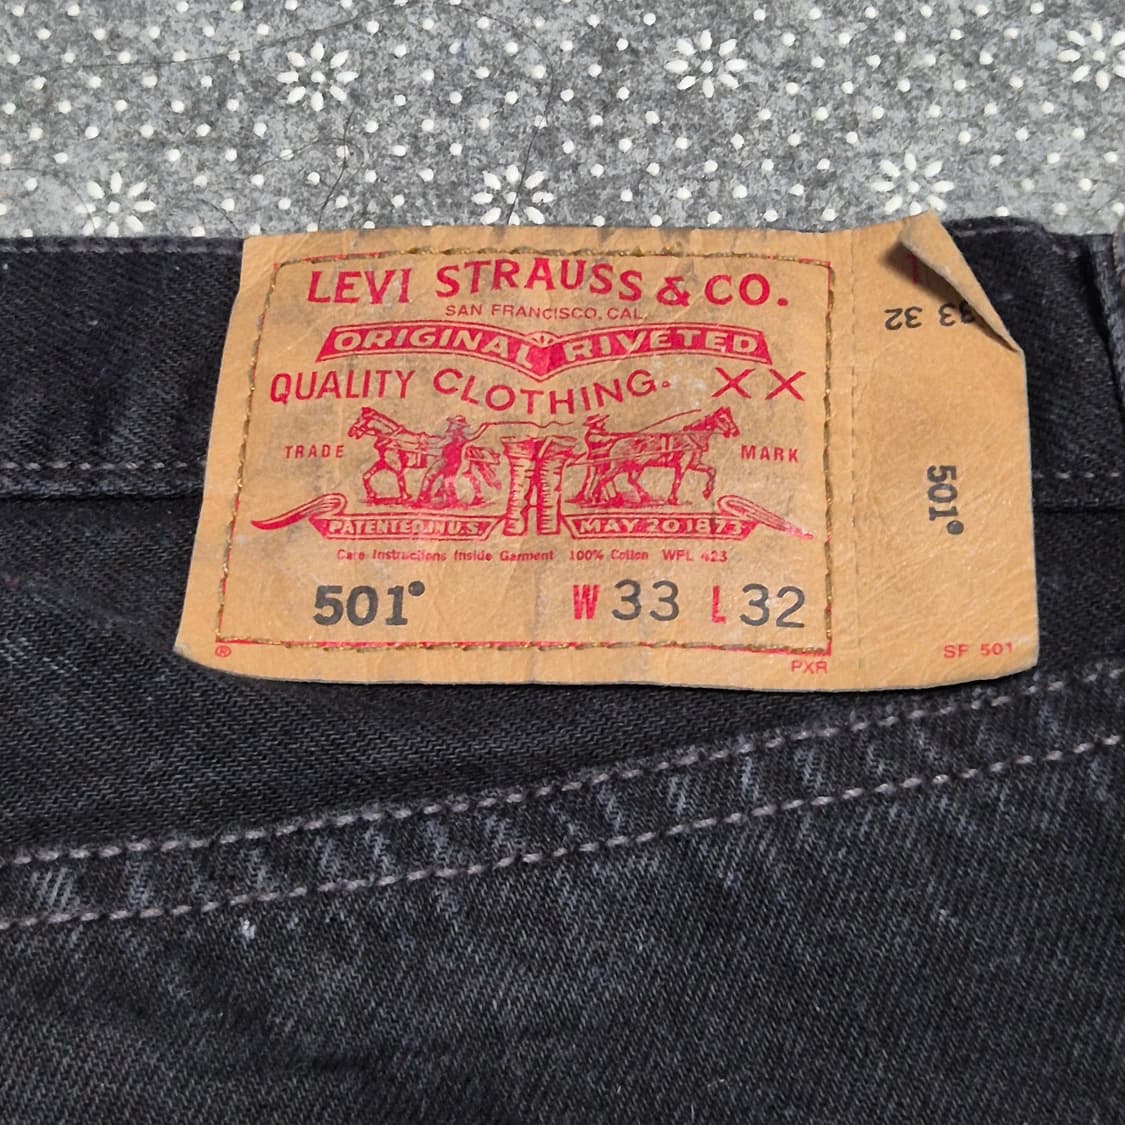 LEVI STRAUSS & CO.
SAN FRANCISCO, CAL.
ORIGINAL RIVETED
QUALITY CLOTHING. XX
TRADE MARK
PATENTED IN U.S. MAY 20 1873
Care Instructions Inside Garment 100% Cotton WPL 423
501® W 33 L 32
® PXR
33 32
501®
SF 501